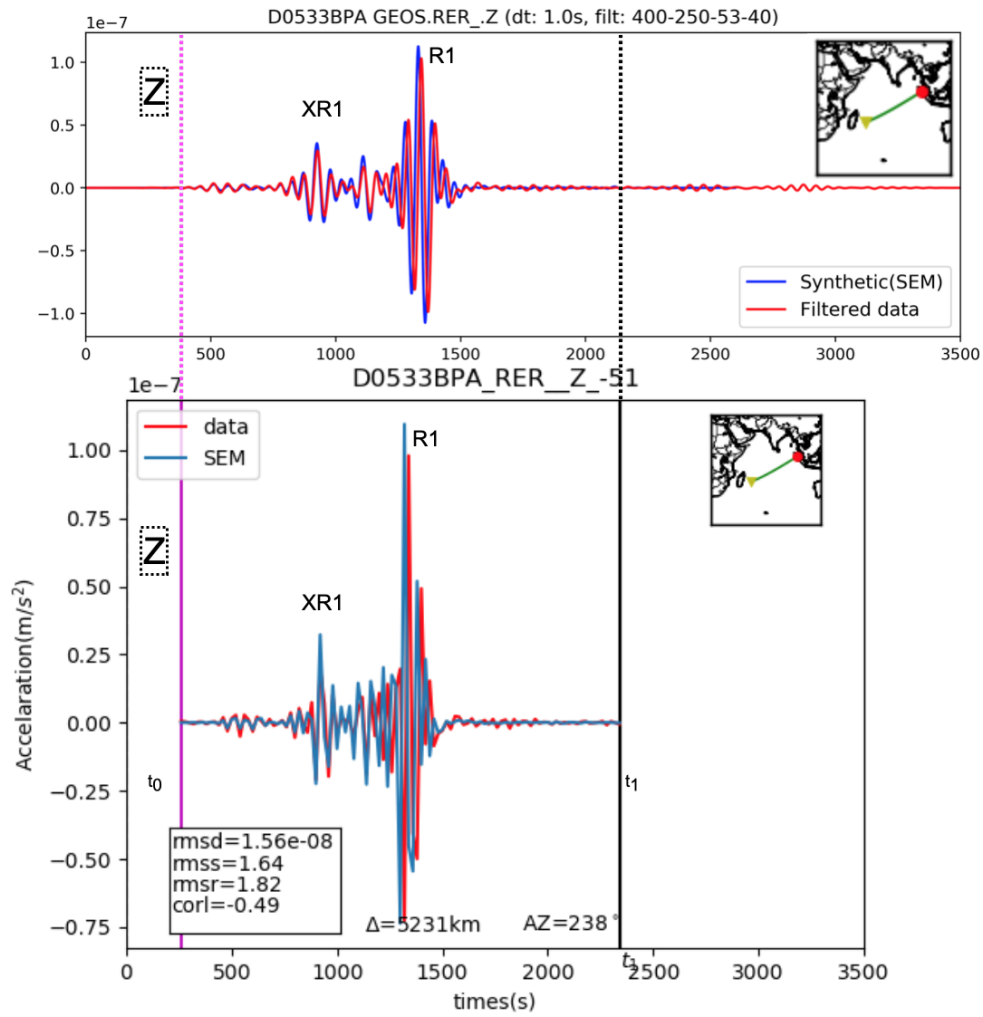 D0533BPA GEOS.RER_.Z (dt: 1.0s, filt: 400-250-53-40)
1e-7
R1
1.0
Z
XR1
0.5
0.0
−0.5
Synthetic(SEM)
Filtered data
−1.0
0 500 1000 1500 2000 2500 3000 3500
D0533BPA_RER__Z_-51
1e−7
data
SEM
R1
1.00
0.75
Z
0.50
XR1
0.25
0.00
t0
t1
−0.25
rmsd=1.56e-08
rmss=1.64
rmsr=1.82
corl=-0.49
−0.50
−0.75
Δ=5231km
AZ=238°
Accelaration(m/s²)
t1
0 500 1000 1500 2000 2500 3000 3500
times(s)